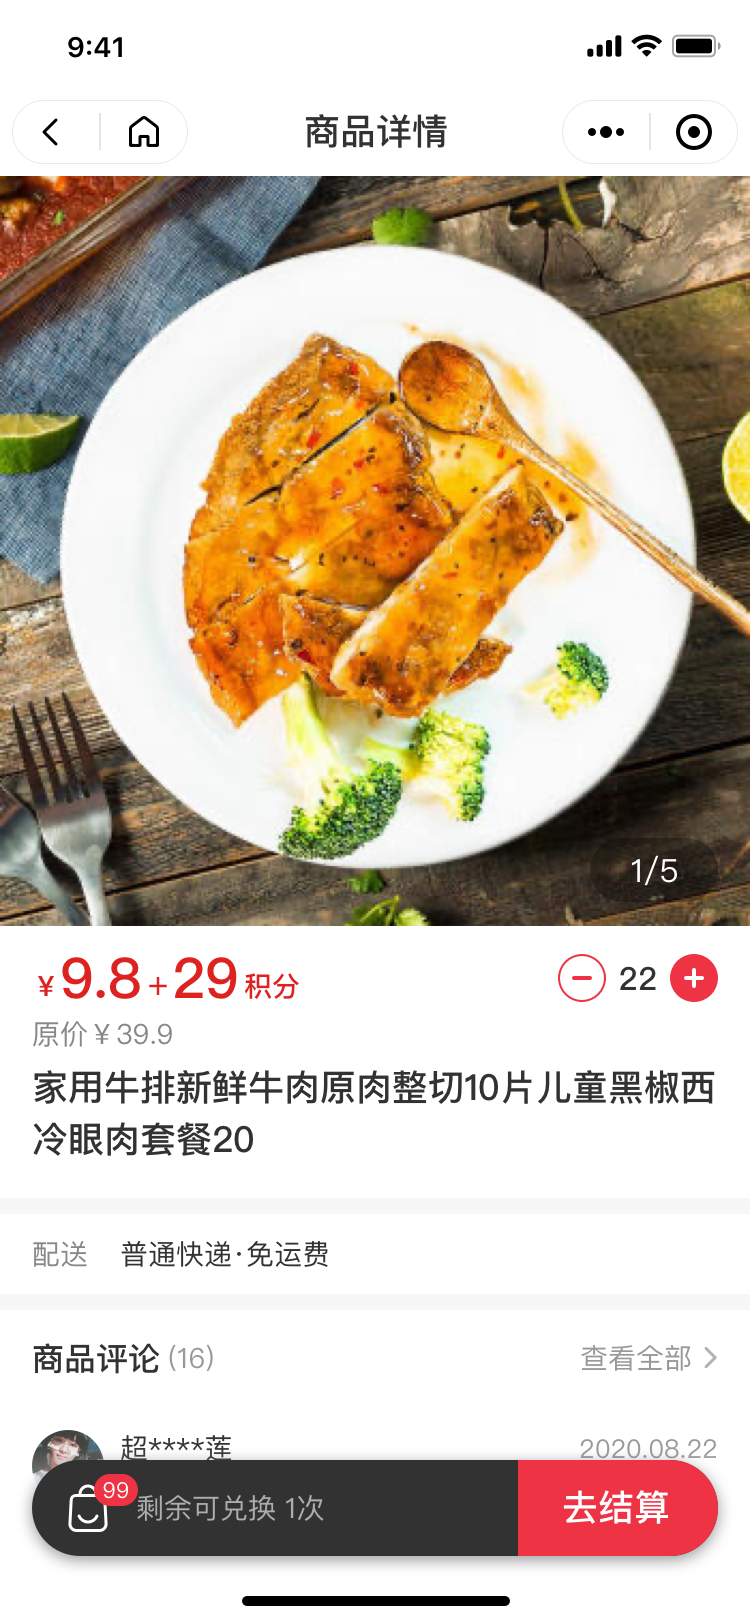 9:41
商品详情
1/5
¥9.8+29积分
22
原价 ¥ 39.9
家用牛排新鲜牛肉原肉整切10片儿童黑椒西
冷眼肉套餐20
配送 普通快递·免运费
商品评论 (16) 查看全部
超****莲 2020.08.22
99
剩余可兑换 1次
去结算